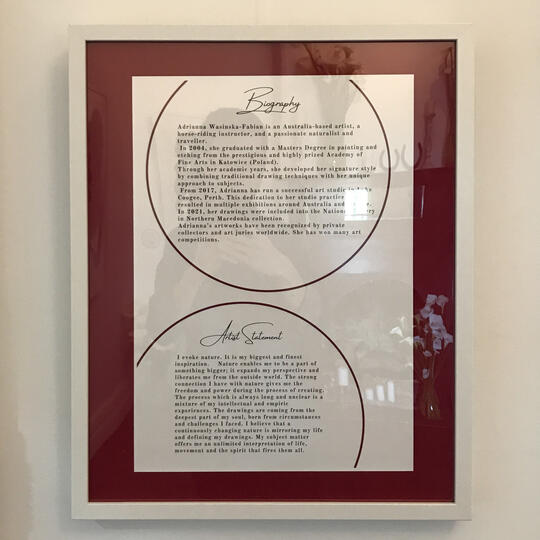 Biography
Adrianna Wasinska-Fabian is an Australia-based artist, a
horse-riding instructor, and a passionate naturalist and
traveller.
In 2004, she graduated with a Masters Degree in painting and
etching from the prestigious and highly prized Academy of
Fine Arts in Katowice (Poland).
Through her academic years, she developed her signature style
by combining traditional drawing techniques with her unique
approach to subjects.
From 2017, Adrianna has run a successful art studio in
Coogee, Perth. This dedication to her studio practice
resulted in multiple exhibitions around Australia and
In 2021, her drawings were included into the National
in Northern Macedonia collection.
Adrianna's artworks have been recognized by private
collectors and art juries worldwide. She has won many art
competitions.
Artist Statement
I evoke nature. It is my biggest and finest
inspiration. Nature enables me to be a part of
something bigger; it expands my perspective and
liberates me from the outside world. The strong
connection I have with nature gives me the
freedom and power during the process of creating.
The process which is always long and unclear is a
mixture of my intellectual and empiric
experiences. The drawings are coming from the
deepest part of my soul, born from circumstances
and challenges I faced. I believe that a
continuously changing nature is mirroring my life
and defining my drawings. My subject matter
offers me an unlimited interpretation of life,
movement and the spirit that fires them all.